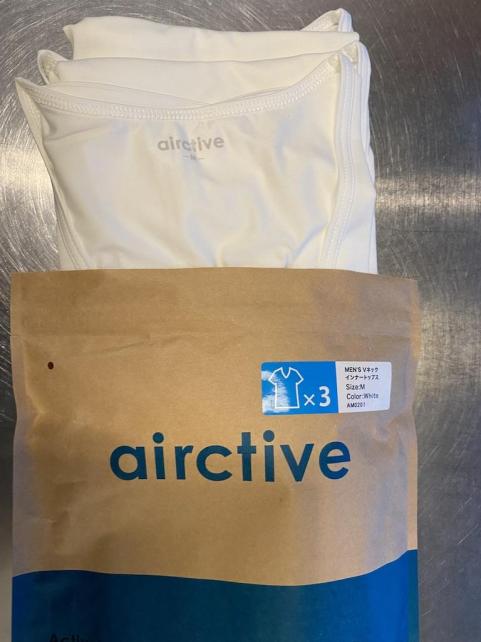 airctive
M
×3
MEN'S Vネック
インナートップス
Size:M
Color:White
AM0201
airctive